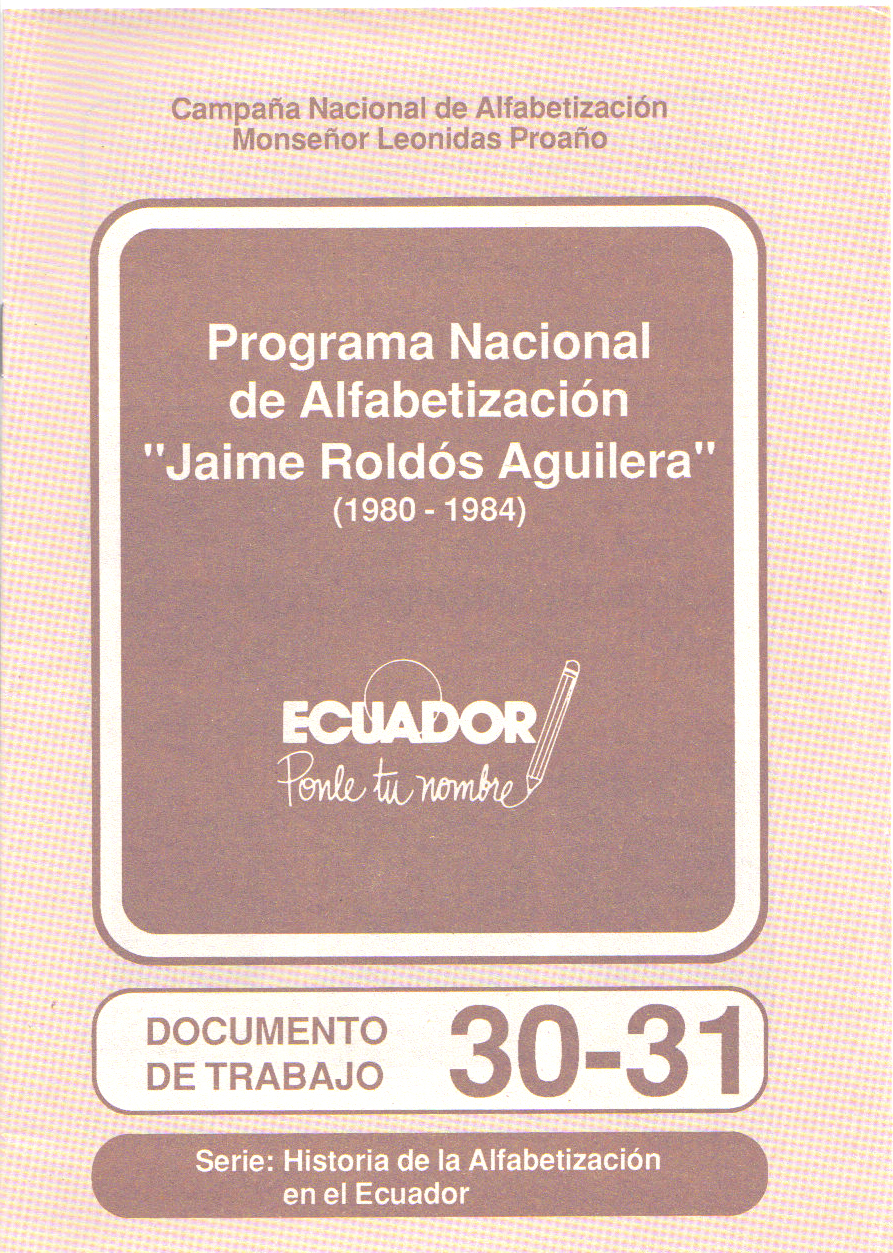 Campaña Nacional de Alfabetización
Monseñor Leonidas Proaño
Programa Nacional
de Alfabetización
"Jaime Roldós Aguilera"
(1980 - 1984)
ECUADOR
Ponle tu nombre
DOCUMENTO
DE TRABAJO
30-31
Serie: Historia de la Alfabetización
en el Ecuador